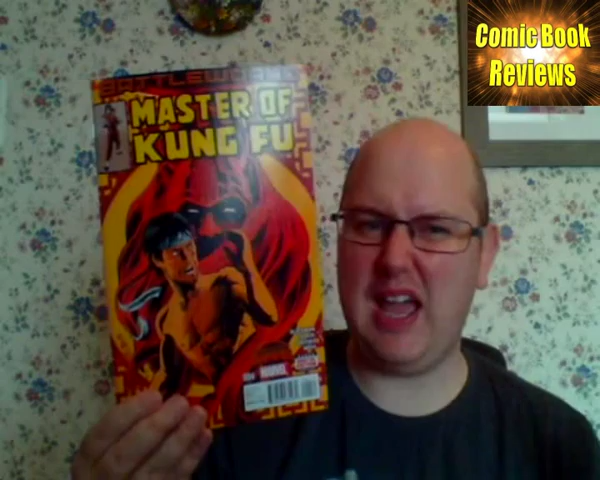 Comic Book
Reviews
BATTLEWORLD
MASTER OF
KUNG FU
MARVEL